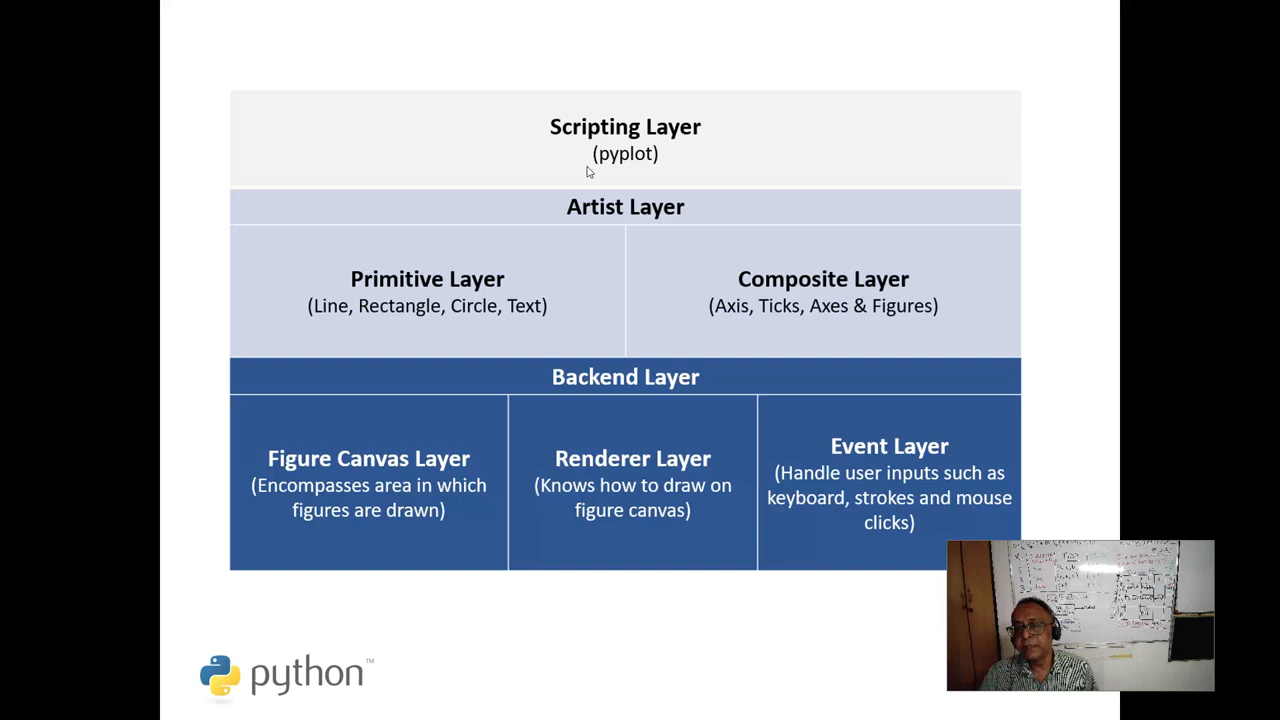 Scripting Layer
(pyplot)
Artist Layer
Primitive Layer
(Line, Rectangle, Circle, Text)
Composite Layer
(Axis, Ticks, Axes & Figures)
Backend Layer
Figure Canvas Layer
(Encompasses area in which
figures are drawn)
Renderer Layer
(Knows how to draw on
figure canvas)
Event Layer
(Handle user inputs such as
keyboard, strokes and mouse
clicks)
python™